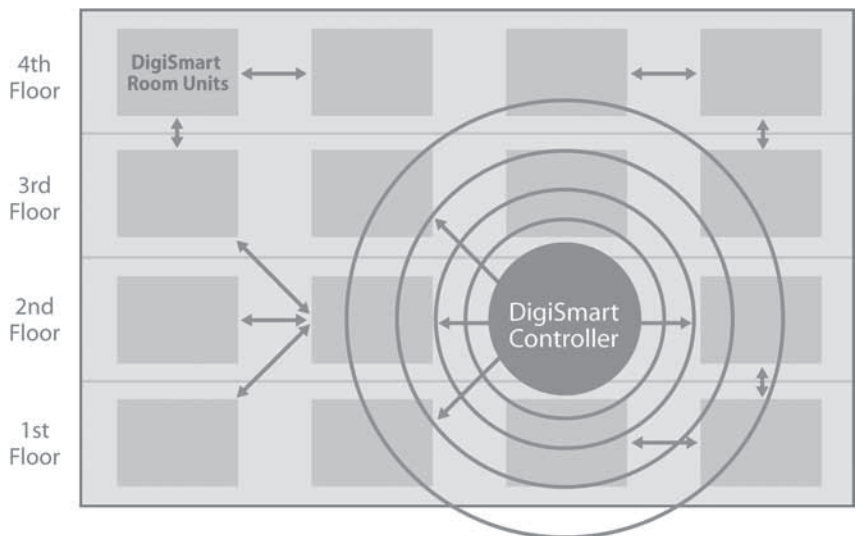 4th
Floor
DigiSmart
Room Units
3rd
Floor
2nd
Floor
DigiSmart
Controller
1st
Floor